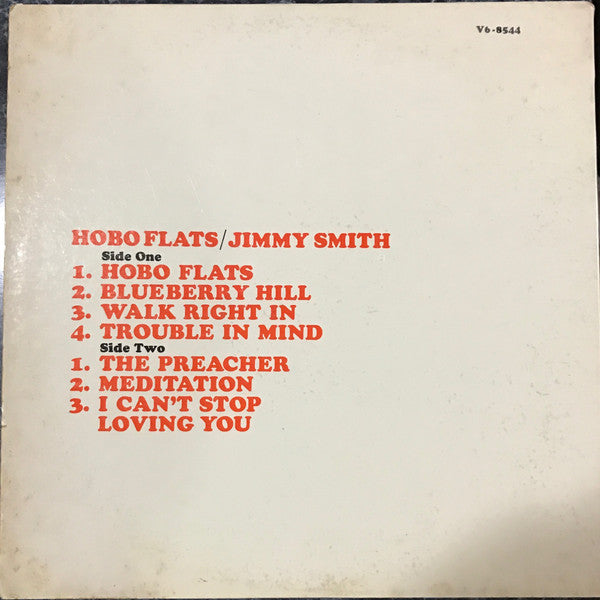 V6-8544
HOBO FLATS/JIMMY SMITH
Side One
1. HOBO FLATS
2. BLUEBERRY HILL
3. WALK RIGHT IN
4. TROUBLE IN MIND
Side Two
1. THE PREACHER
2. MEDITATION
3. I CAN'T STOP
LOVING YOU